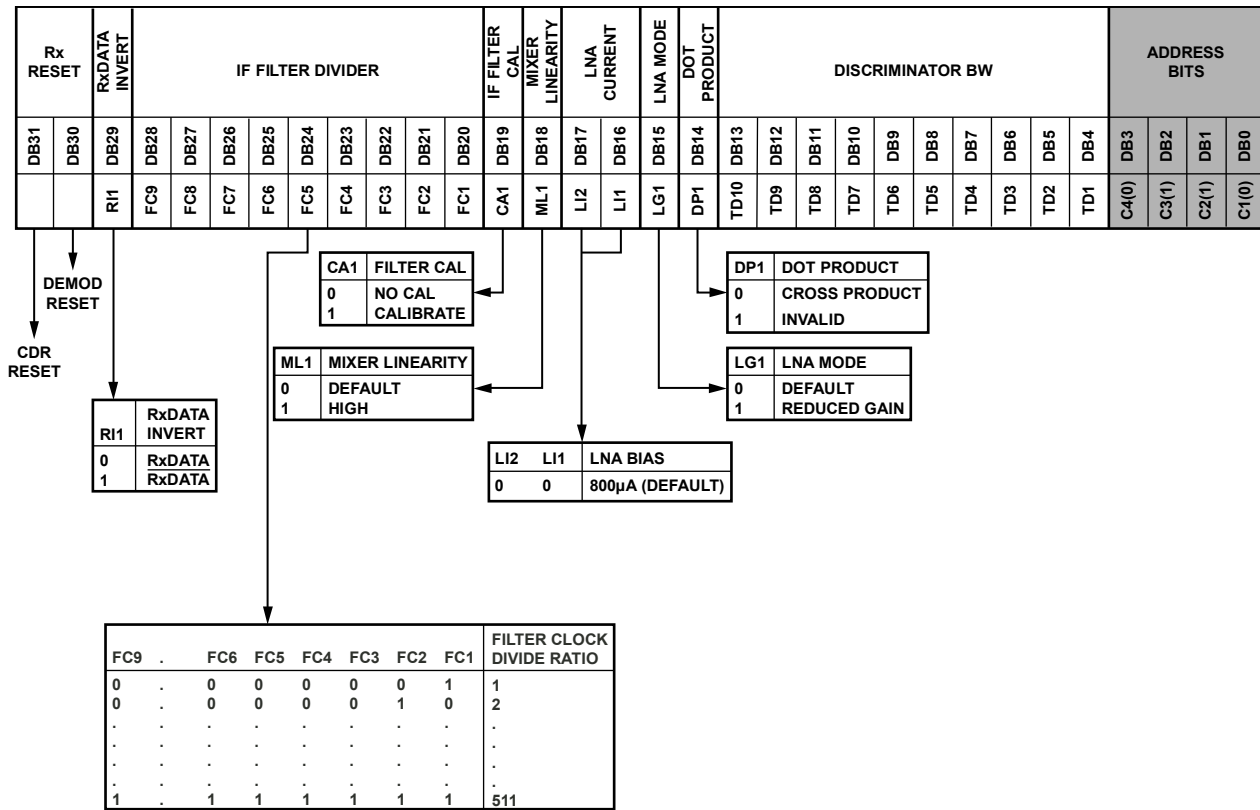 Rx
RESET
RxDATA
INVERT
IF FILTER DIVIDER
IF FILTER
CAL
MIXER
LINEARITY
LNA
CURRENT
LNA MODE
DOT
PRODUCT
DISCRIMINATOR BW
ADDRESS
BITS
DB31 DB30 DB29 DB28 DB27 DB26 DB25 DB24 DB23 DB22 DB21 DB20 DB19 DB18 DB17 DB16 DB15 DB14 DB13 DB12 DB11 DB10 DB9 DB8 DB7 DB6 DB5 DB4 DB3 DB2 DB1 DB0
RI1 FC9 FC8 FC7 FC6 FC5 FC4 FC3 FC2 FC1 CA1 ML1 LI2 LI1 LG1 DP1 TD10 TD9 TD8 TD7 TD6 TD5 TD4 TD3 TD2 TD1 C4(0) C3(1) C2(1) C1(0)
DEMOD
RESET
CDR
RESET
CA1 FILTER CAL
0 NO CAL
1 CALIBRATE
DP1 DOT PRODUCT
0 CROSS PRODUCT
1 INVALID
ML1 MIXER LINEARITY
0 DEFAULT
1 HIGH
LG1 LNA MODE
0 DEFAULT
1 REDUCED GAIN
RI1 RxDATA
INVERT
0 RxDATA
1 RxDATA
LI2 LI1 LNA BIAS
0 0 800µA (DEFAULT)
FC9 . FC6 FC5 FC4 FC3 FC2 FC1 FILTER CLOCK
DIVIDE RATIO
0 . 0 0 0 0 0 1 1
0 . 0 0 0 0 1 0 2
. . . . . . . . .
. . . . . . . . .
. . . . . . . . .
. . . . . . . . .
1 . 1 1 1 1 1 1 511